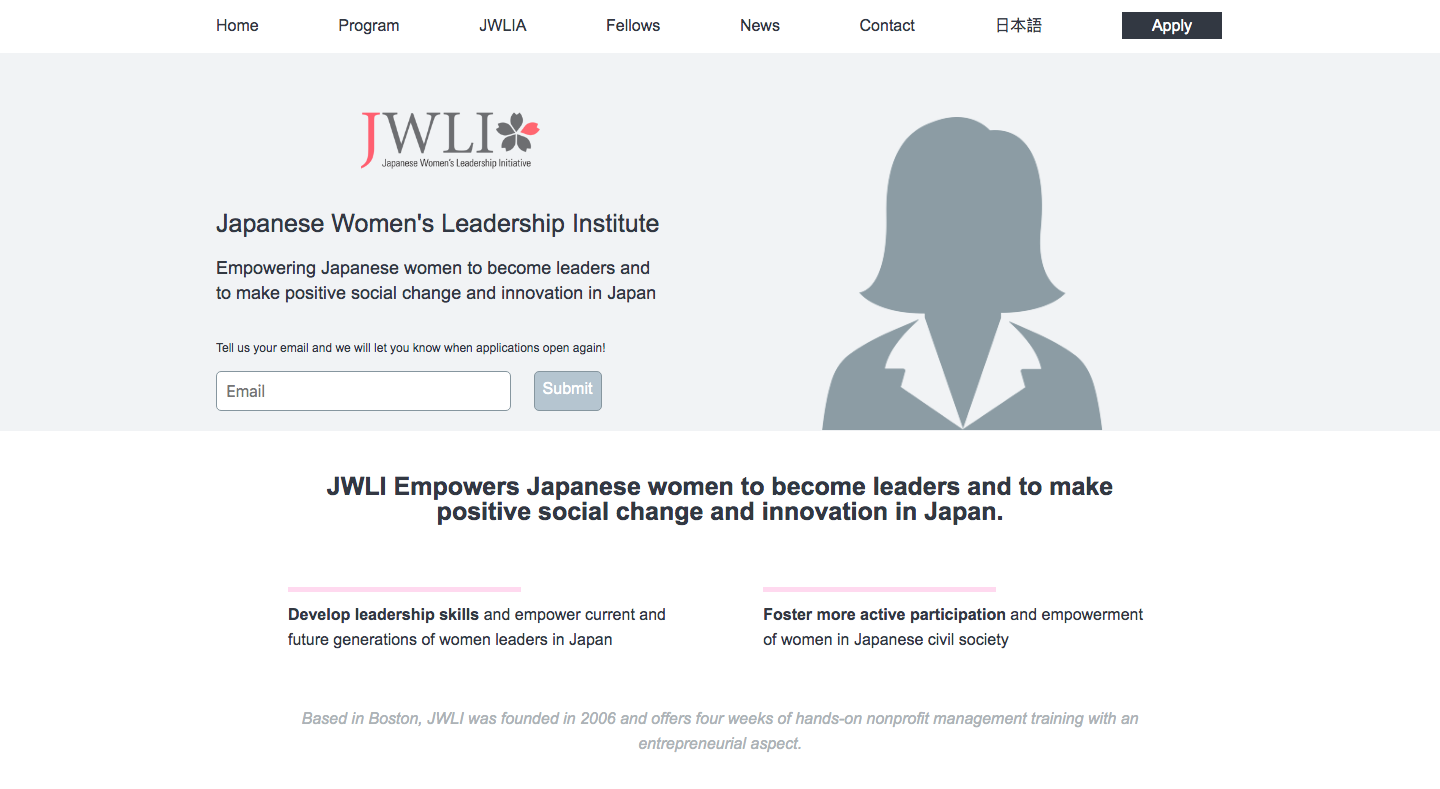 Home Program JWLIA Fellows News Contact 日本語 Apply
JWLI
Japanese Women's Leadership Initiative
Japanese Women's Leadership Institute
Empowering Japanese women to become leaders and
to make positive social change and innovation in Japan
Tell us your email and we will let you know when applications open again!
Email Submit
JWLI Empowers Japanese women to become leaders and to make
positive social change and innovation in Japan.
Develop leadership skills and empower current and
future generations of women leaders in Japan
Foster more active participation and empowerment
of women in Japanese civil society
Based in Boston, JWLI was founded in 2006 and offers four weeks of hands-on nonprofit management training with an
entrepreneurial aspect.